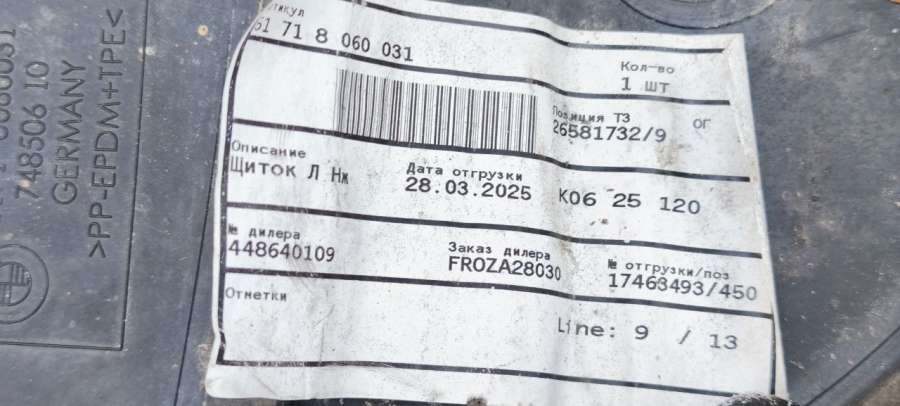 51 71 8 060 031
Кол-во
1 шт
Позиция ТЗ
26581732/9
ОГ
Описание
Щиток Л Нж
Дата отгрузки
28.03.2025
K06 25 120
№ дилера
448640109
Заказ дилера
FROZA28030
№ отгрузки/поз
17463493/450
Отметки
Line: 9 / 13
748506 10
GERMANY
>PP-EPDM+TPE<